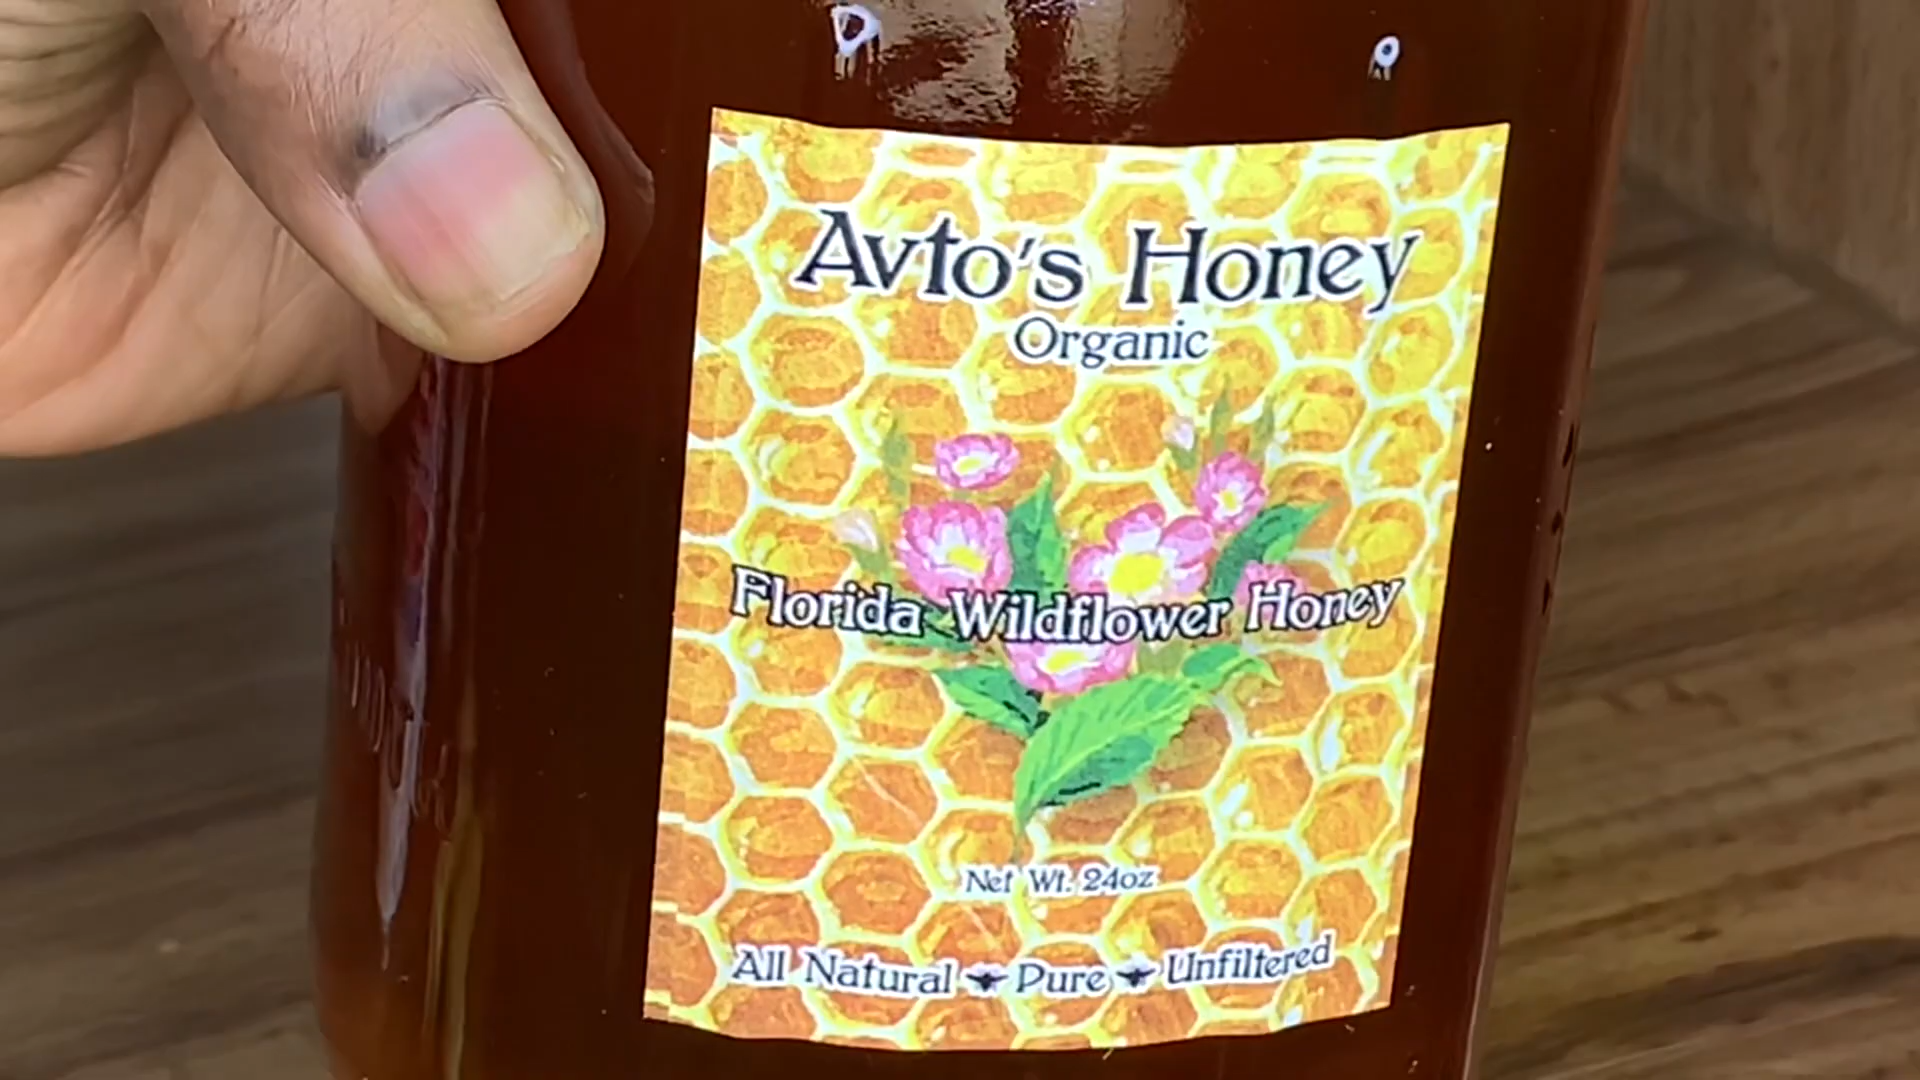 Avto's Honey
Organic
Florida Wildflower Honey
Net Wt. 24oz
All Natural Pure Unfiltered